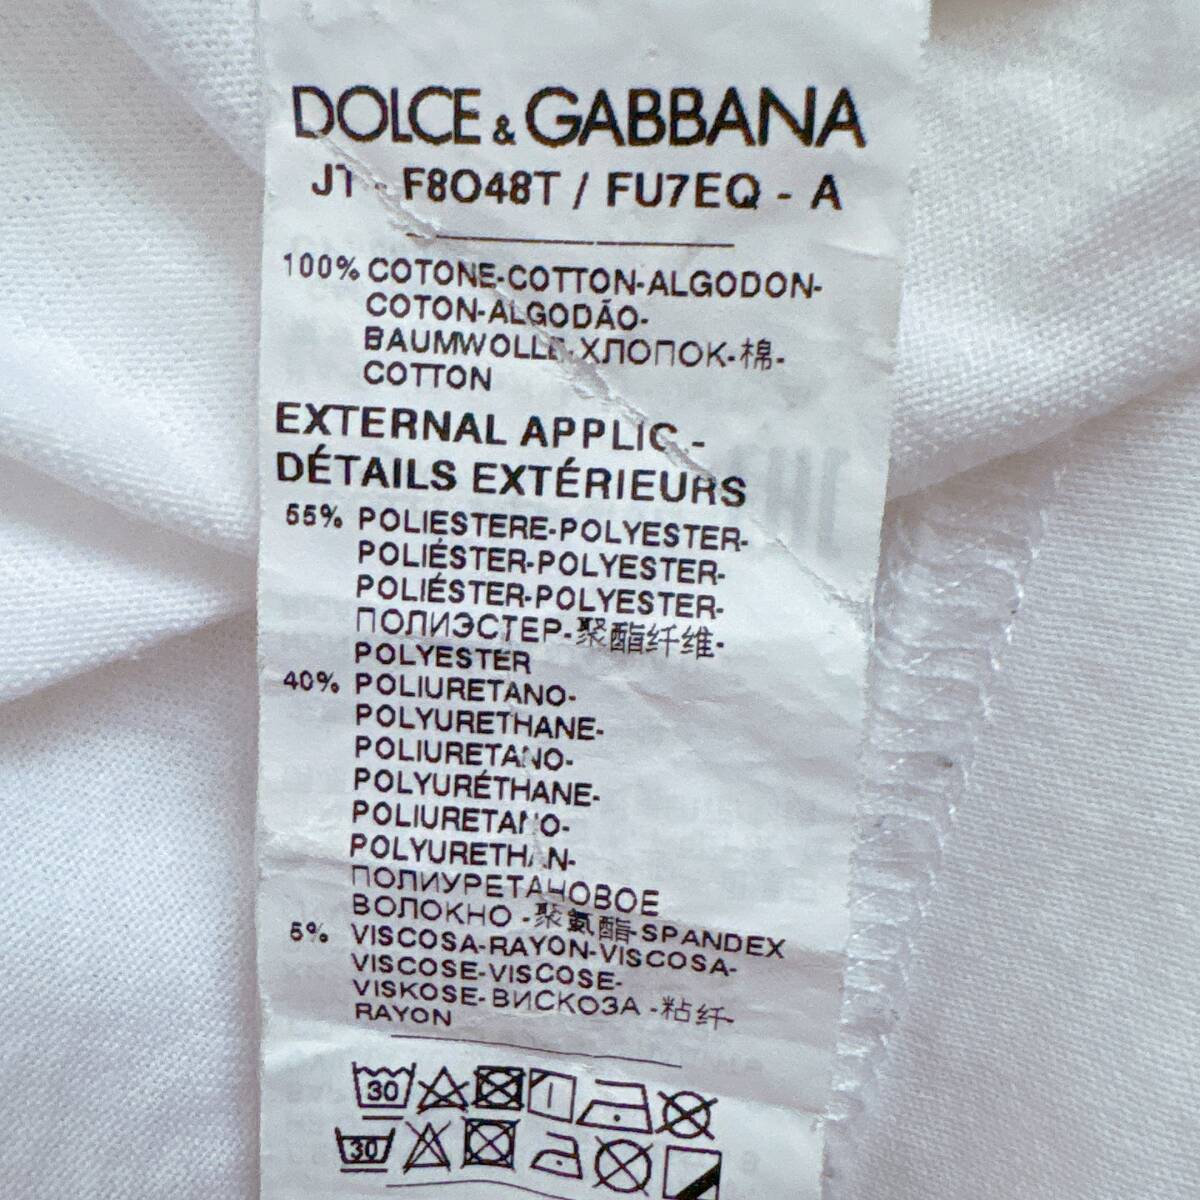 DOLCE & GABBANA
JT - F8O48T / FU7EQ - A
100% COTONE-COTTON-ALGODON-
COTON-ALGODÃO-
BAUMWOLLE-ХЛОПОК-棉-
COTTON
EXTERNAL APPLIC.-
DÉTAILS EXTÉRIEURS
55% POLIESTERE-POLYESTER-
POLIÉSTER-POLYESTER-
POLIÉSTER-POLYESTER-
ПОЛИЭСТЕР-聚酯纤维-
POLYESTER
40% POLIURETANO-
POLYURETHANE-
POLIURETANO-
POLYURÉTHANE-
POLIURETANO-
POLYURETHAN-
ПОЛИУРЕТАНОВОЕ
ВОЛОКНО-聚氨酯-SPANDEX
5% VISCOSA-RAYON-VISCOSA-
VISCOSE-VISCOSE-
VISKOSE-ВИСКОЗА-粘纤-
RAYON
30
30